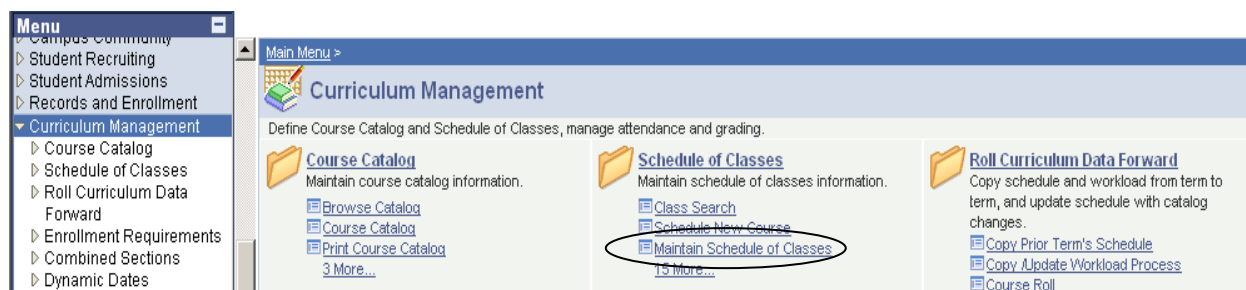 Menu
Campus Community
Student Recruiting
Student Admissions
Records and Enrollment
Curriculum Management
Course Catalog
Schedule of Classes
Roll Curriculum Data
Forward
Enrollment Requirements
Combined Sections
Dynamic Dates
Main Menu >
Curriculum Management
Define Course Catalog and Schedule of Classes, manage attendance and grading.
Course Catalog
Maintain course catalog information.
Browse Catalog
Course Catalog
Print Course Catalog
3 More...
Schedule of Classes
Maintain schedule of classes information.
Class Search
Schedule New Course
Maintain Schedule of Classes
15 More...
Roll Curriculum Data Forward
Copy schedule and workload from term to
term, and update schedule with catalog
changes.
Copy Prior Term's Schedule
Copy /Update Workload Process
Course Roll